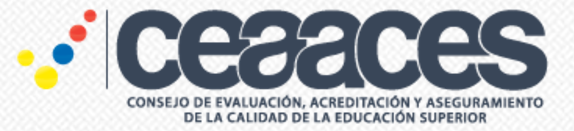 ceaaces
CONSEJO DE EVALUACIÓN, ACREDITACIÓN Y ASEGURAMIENTO
DE LA CALIDAD DE LA EDUCACIÓN SUPERIOR